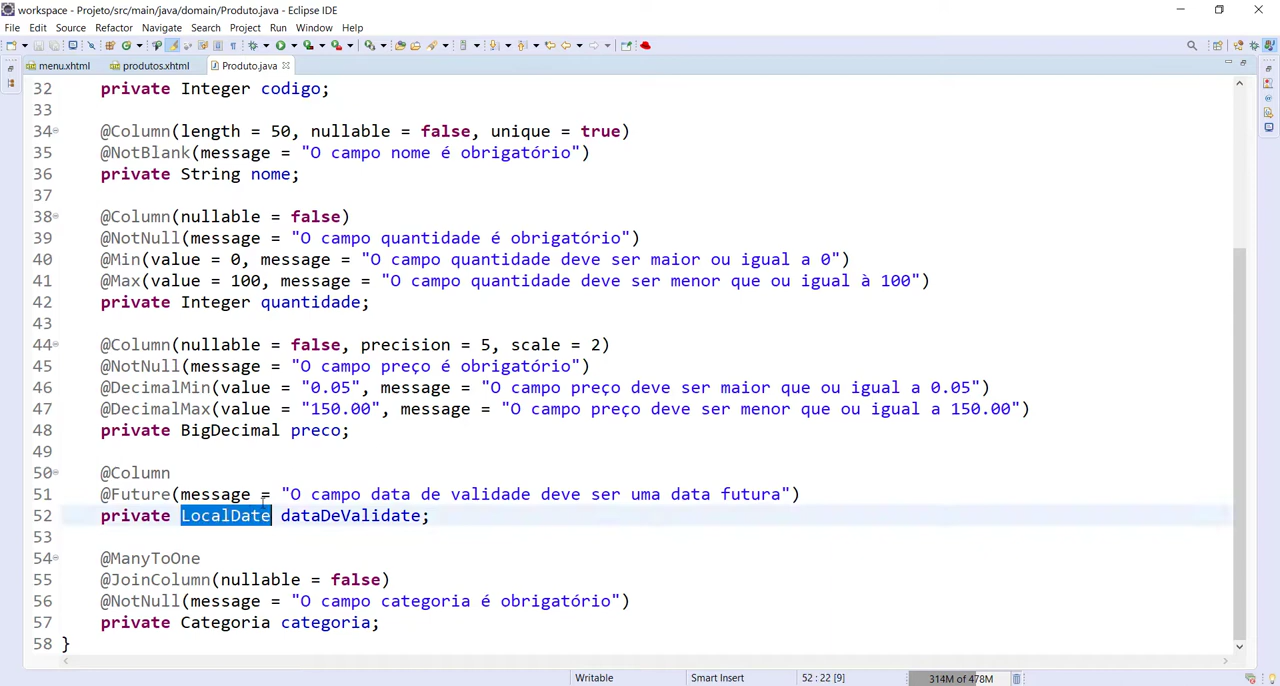 workspace - Projeto/src/main/java/domain/Produto.java - Eclipse IDE
File Edit Source Refactor Navigate Search Project Run Window Help
menu.xhtml produtos.xhtml Produto.java
32 private Integer codigo;
33
34 @Column(length = 50, nullable = false, unique = true)
35 @NotBlank(message = "O campo nome é obrigatório")
36 private String nome;
37
38 @Column(nullable = false)
39 @NotNull(message = "O campo quantidade é obrigatório")
40 @Min(value = 0, message = "O campo quantidade deve ser maior ou igual a 0")
41 @Max(value = 100, message = "O campo quantidade deve ser menor que ou igual à 100")
42 private Integer quantidade;
43
44 @Column(nullable = false, precision = 5, scale = 2)
45 @NotNull(message = "O campo preço é obrigatório")
46 @DecimalMin(value = "0.05", message = "O campo preço deve ser maior que ou igual a 0.05")
47 @DecimalMax(value = "150.00", message = "O campo preço deve ser menor que ou igual a 150.00")
48 private BigDecimal preco;
49
50 @Column
51 @Future(message = "O campo data de validade deve ser uma data futura")
52 private LocalDate dataDeValidate;
53
54 @ManyToOne
55 @JoinColumn(nullable = false)
56 @NotNull(message = "O campo categoria é obrigatório")
57 private Categoria categoria;
58 }
Writable Smart Insert 52 : 22 [9] 314M of 478M